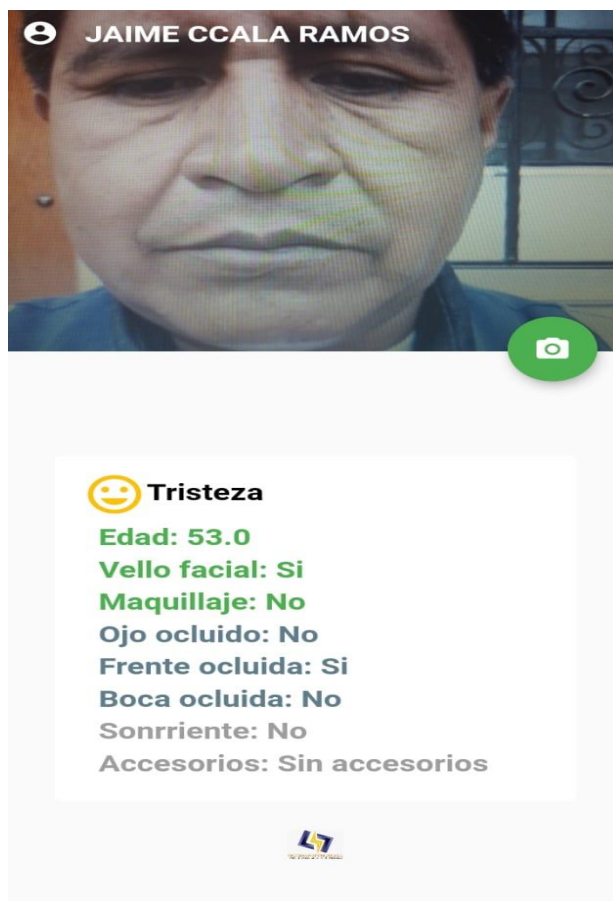 JAIME CCALA RAMOS
Tristeza
Edad: 53.0
Vello facial: Si
Maquillaje: No
Ojo ocluido: No
Frente ocluida: Si
Boca ocluida: No
Sonrriente: No
Accesorios: Sin accesorios